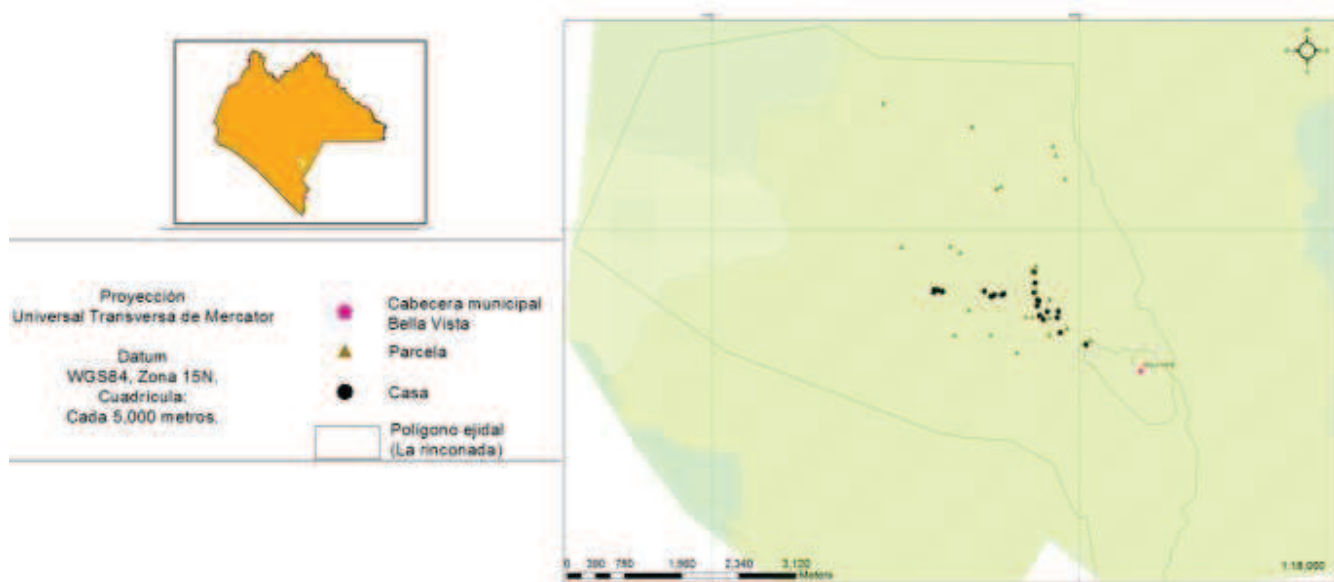 Proyección
Universal Transversa de Mercator
Datum
WGS84, Zona 15N.
Cuadrícula:
Cada 5,000 metros.
Cabecera municipal
Bella Vista
Parcela
Casa
Polígono ejidal
(La rinconada)
0 390 780 1,560 2,340 3,120
Meters
1:18,000